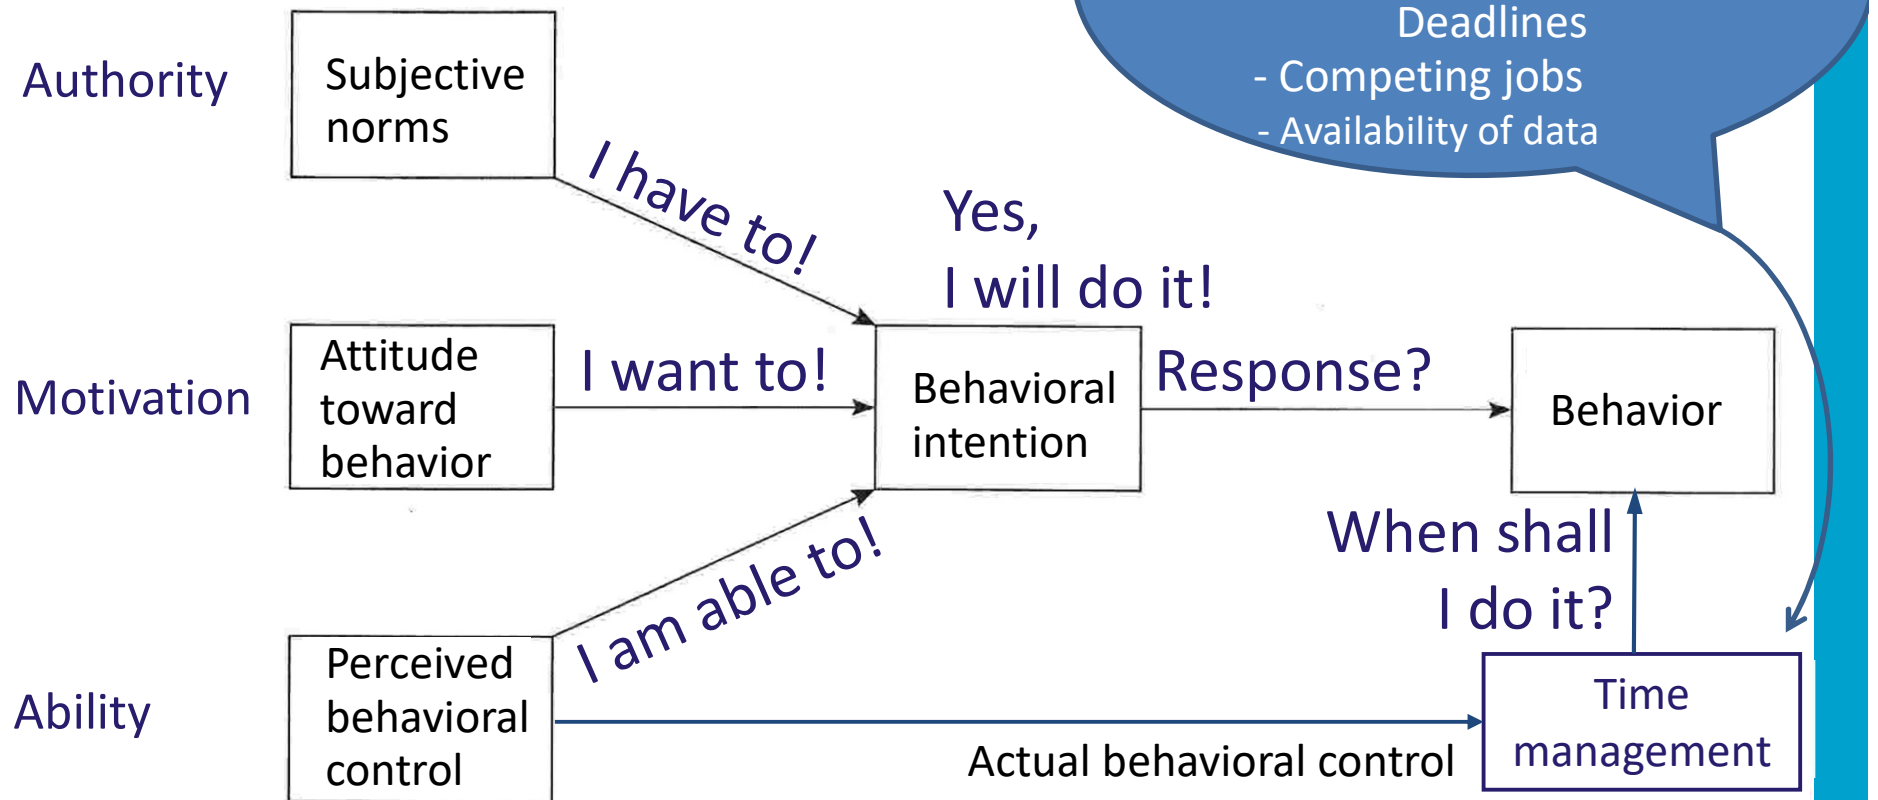 Deadlines
- Competing jobs
- Availability of data
Authority
Subjective
norms
I have to!
Yes,
I will do it!
Motivation
Attitude
toward
behavior
I want to!
Behavioral
intention
Response?
Behavior
I am able to!
When shall
I do it?
Ability
Perceived
behavioral
control
Actual behavioral control
Time
management